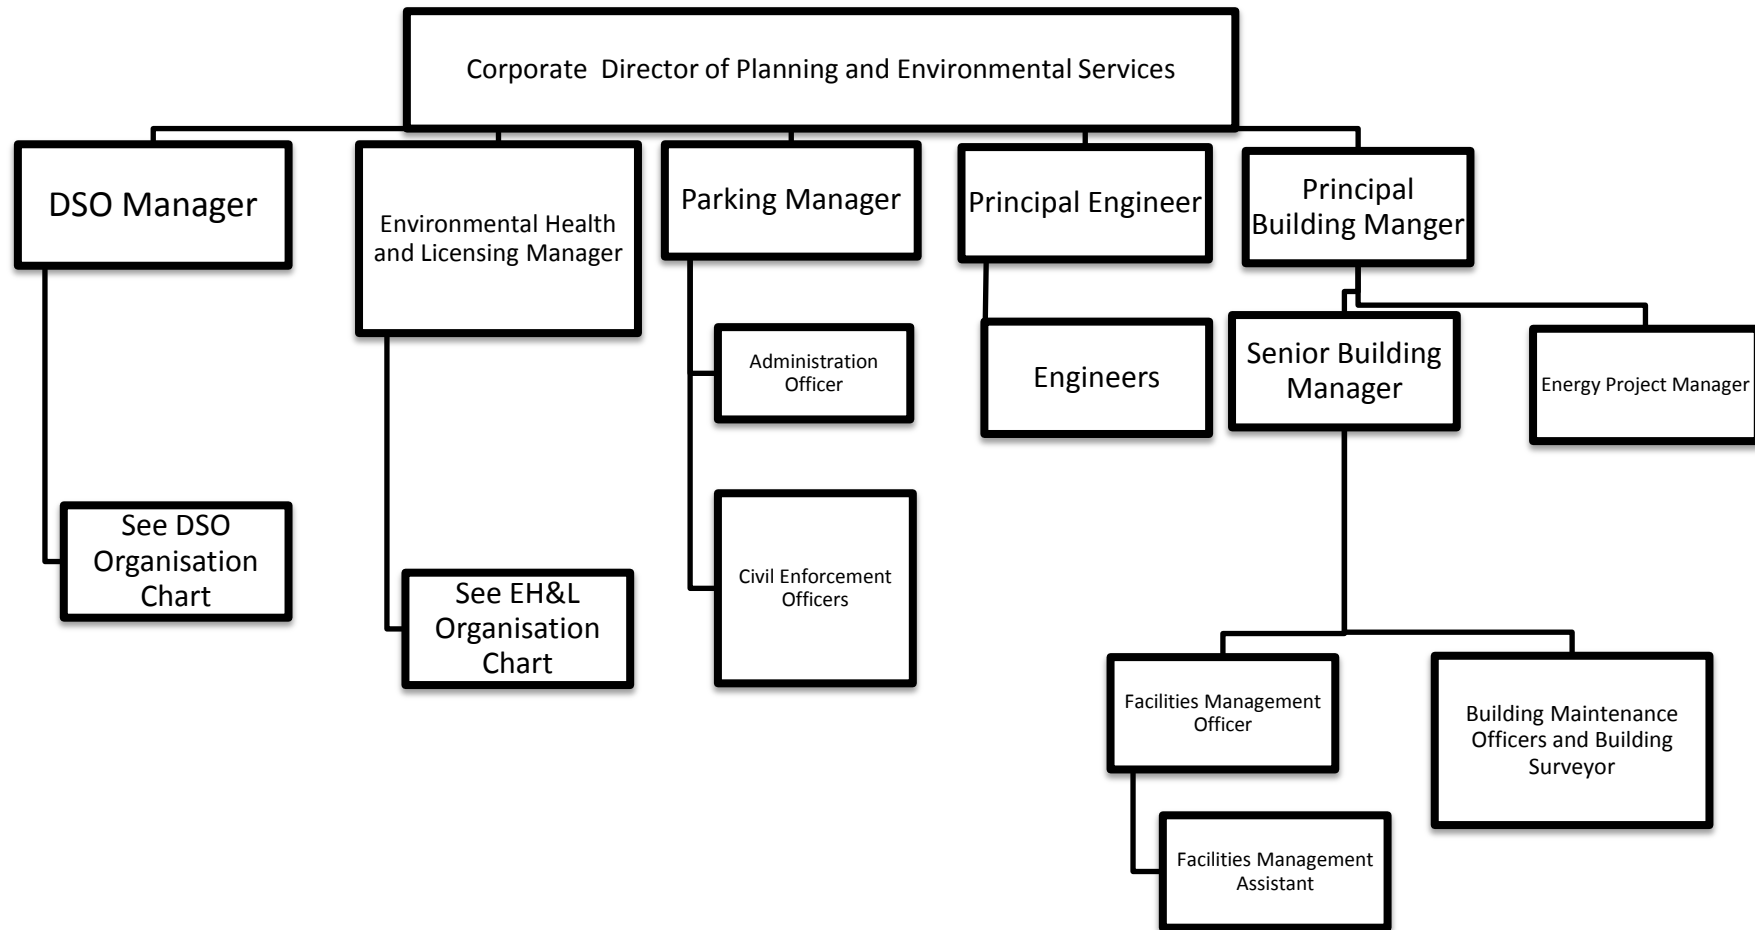 Corporate  Director of Planning and Environmental Services
DSO Manager
Environmental Health
and Licensing Manager
Parking Manager
Principal Engineer
Principal
Building Manger
Administration
Officer
Engineers
Senior Building
Manager
Energy Project Manager
See DSO
Organisation
Chart
See EH&L
Organisation
Chart
Civil Enforcement
Officers
Facilities Management
Officer
Building Maintenance
Officers and Building
Surveyor
Facilities Management
Assistant